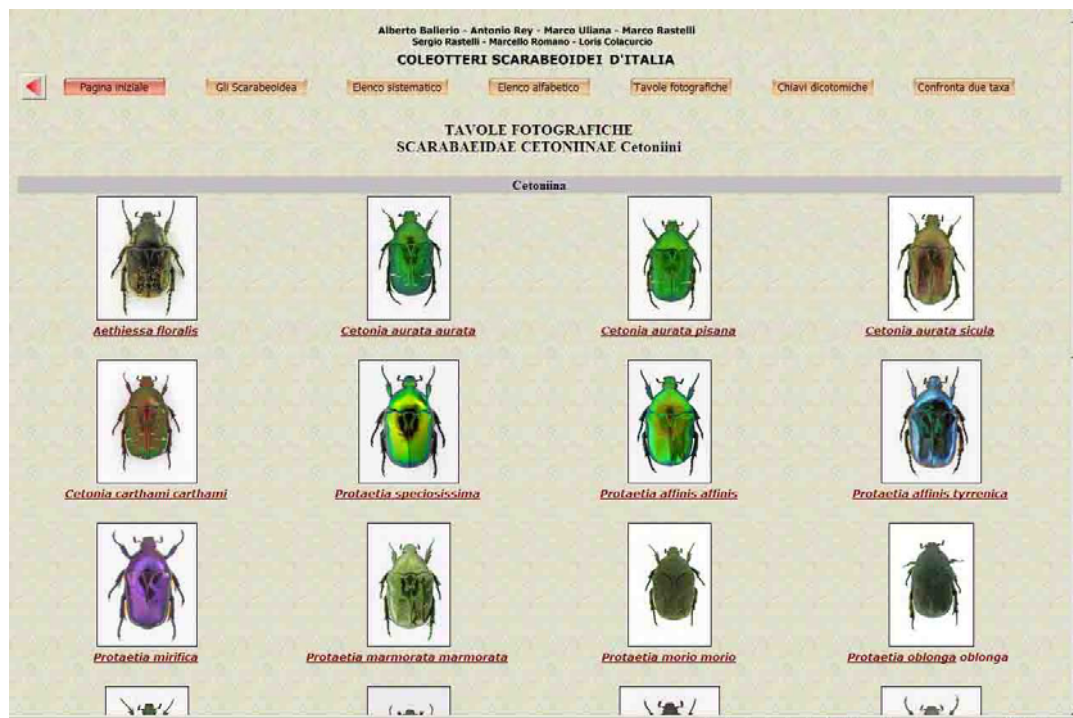 Alberto Ballerio - Antonio Rey - Marco Uliana - Marco Rastelli
Sergio Rastelli - Marcello Romano - Loris Colacurcio
COLEOTTERI SCARABEOIDEI D'ITALIA
Pagina iniziale Gli Scarabeoidea Elenco sistematico Elenco alfabetico Tavole fotografiche Chiavi dicotomiche Confronta due taxa
TAVOLE FOTOGRAFICHE
SCARABAEIDAE CETONIINAE Cetoniini
Cetoniina
Aethiessa floralis Cetonia aurata aurata Cetonia aurata pisana Cetonia aurata sicula
Cetonia carthami carthami Protaetia speciosissima Protaetia affinis affinis Protaetia affinis tyrrenica
Protaetia mirifica Protaetia marmorata marmorata Protaetia morio morio Protaetia oblonga oblonga